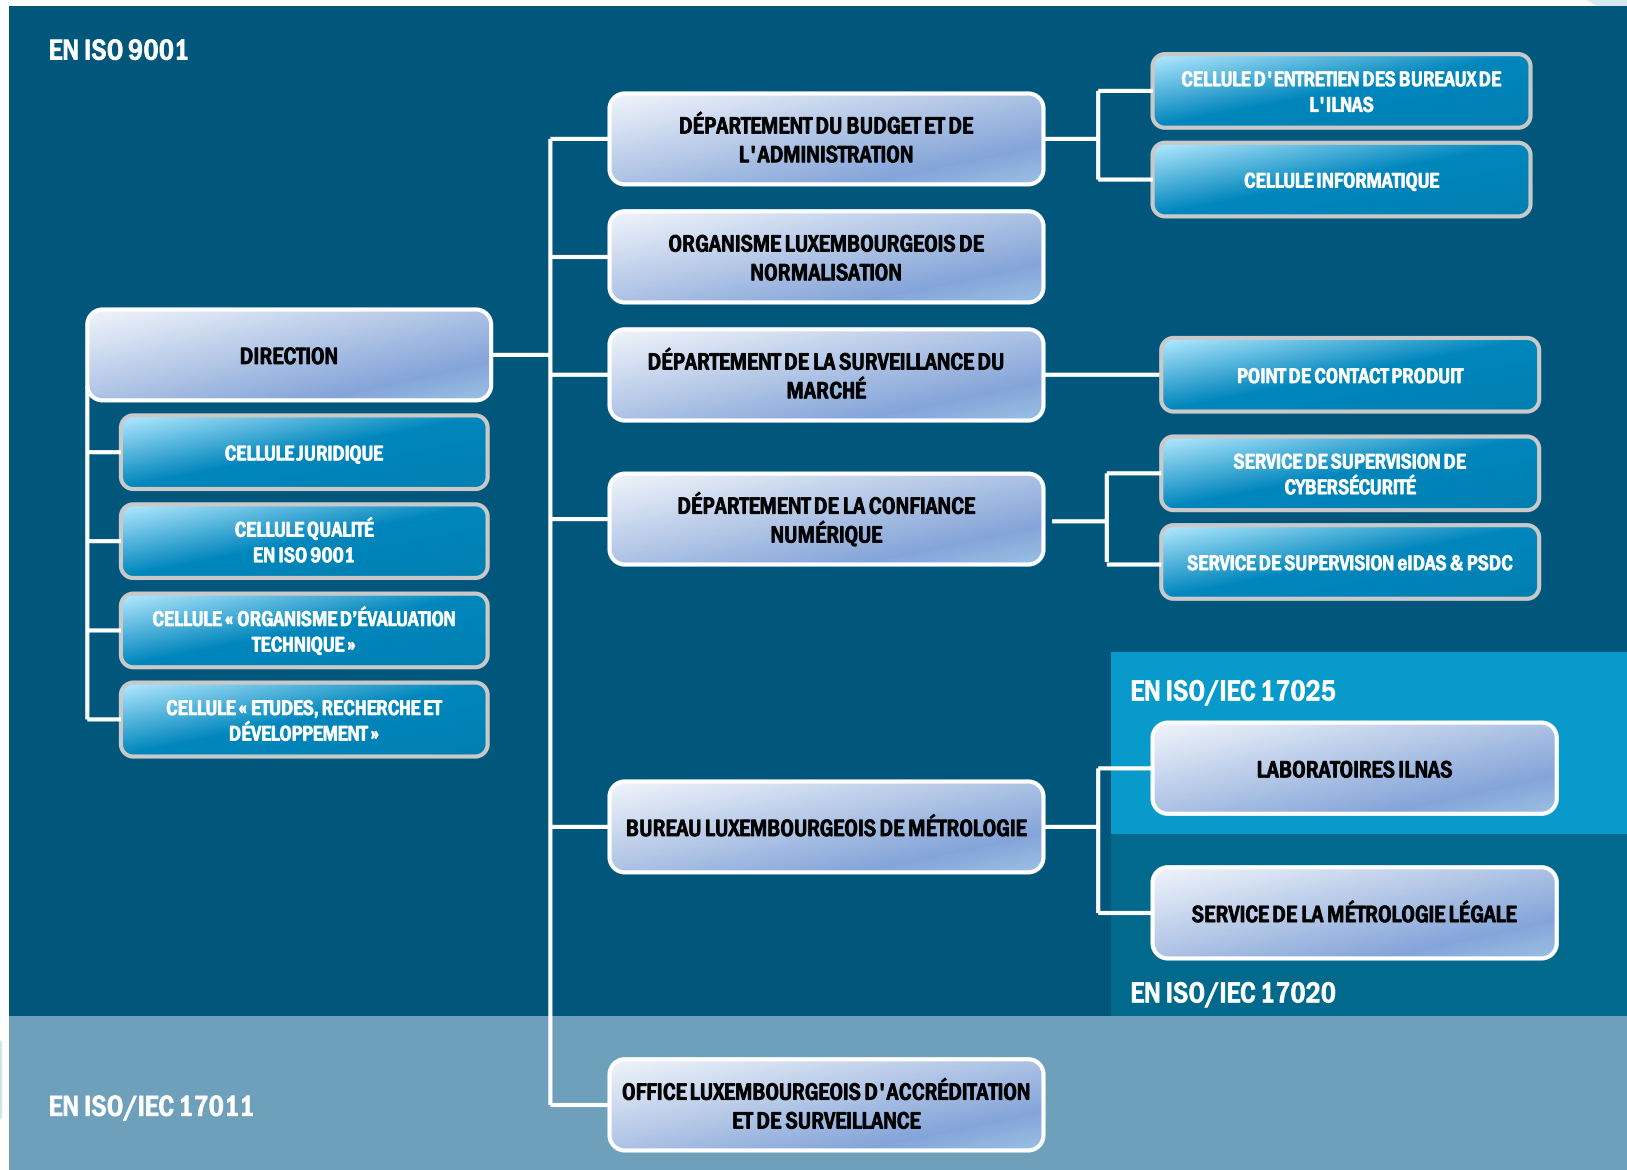 EN ISO 9001
CELLULE D'ENTRETIEN DES BUREAUX DE
L'ILNAS
DÉPARTEMENT DU BUDGET ET DE
L'ADMINISTRATION
CELLULE INFORMATIQUE
ORGANISME LUXEMBOURGEOIS DE
NORMALISATION
DIRECTION
DÉPARTEMENT DE LA SURVEILLANCE DU
MARCHÉ
POINT DE CONTACT PRODUIT
CELLULE JURIDIQUE
CELLULE QUALITÉ
EN ISO 9001
CELLULE « ORGANISME D’ÉVALUATION
TECHNIQUE »
CELLULE « ETUDES, RECHERCHE ET
DÉVELOPPEMENT »
DÉPARTEMENT DE LA CONFIANCE
NUMÉRIQUE
SERVICE DE SUPERVISION DE
CYBERSÉCURITÉ
SERVICE DE SUPERVISION eIDAS & PSDC
EN ISO/IEC 17025
LABORATOIRES ILNAS
BUREAU LUXEMBOURGEOIS DE MÉTROLOGIE
SERVICE DE LA MÉTROLOGIE LÉGALE
EN ISO/IEC 17020
EN ISO/IEC 17011
OFFICE LUXEMBOURGEOIS D'ACCRÉDITATION
ET DE SURVEILLANCE